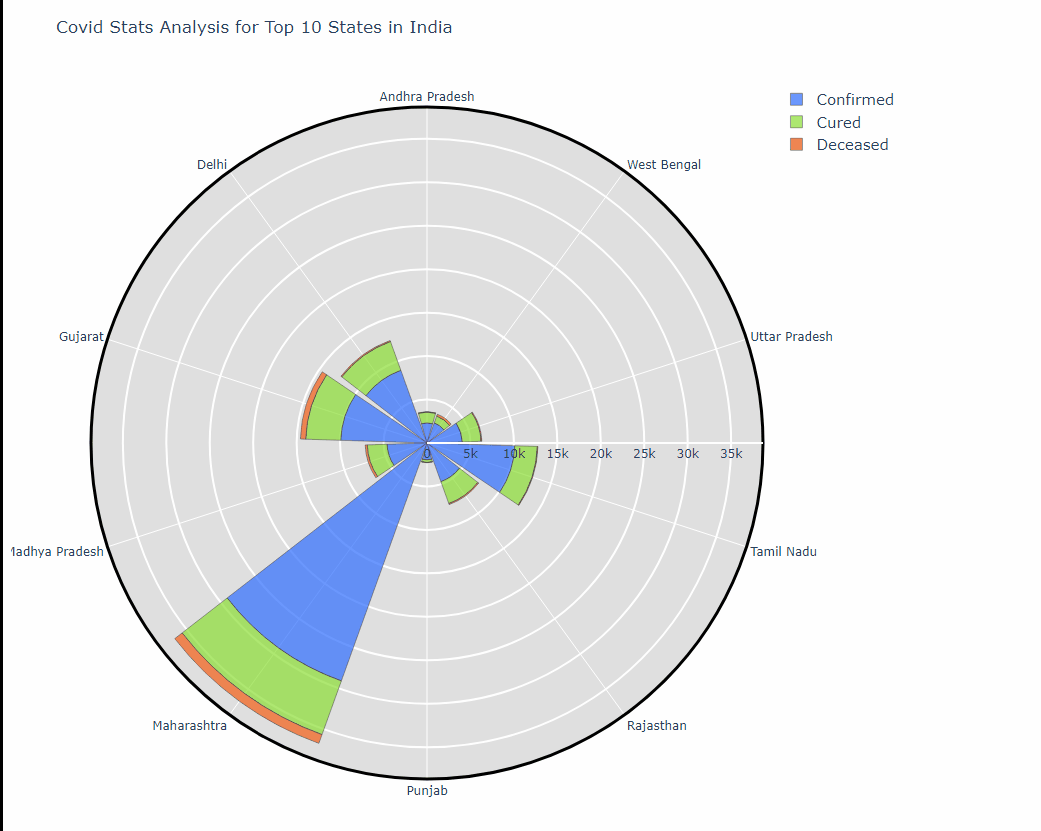 Covid Stats Analysis for Top 10 States in India
Andhra Pradesh
Confirmed
Cured
Deceased
Delhi
West Bengal
Gujarat
Uttar Pradesh
0 5k 10k 15k 20k 25k 30k 35k
Madhya Pradesh
Tamil Nadu
Maharashtra
Rajasthan
Punjab